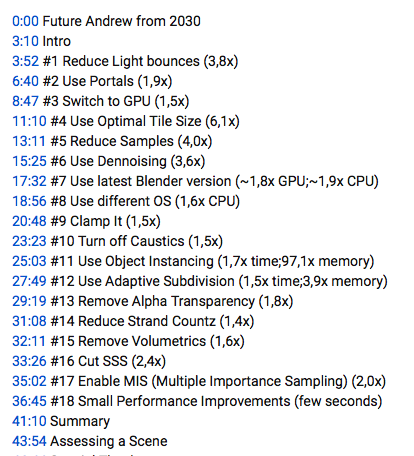 0:00 Future Andrew from 2030
3:10 Intro
3:52 #1 Reduce Light bounces (3,8x)
6:40 #2 Use Portals (1,9x)
8:47 #3 Switch to GPU (1,5x)
11:10 #4 Use Optimal Tile Size (6,1x)
13:11 #5 Reduce Samples (4,0x)
15:25 #6 Use Dennoising (3,6x)
17:32 #7 Use latest Blender version (~1,8x GPU;~1,9x CPU)
18:56 #8 Use different OS (1,6x CPU)
20:48 #9 Clamp It (1,5x)
23:23 #10 Turn off Caustics (1,5x)
25:03 #11 Use Object Instancing (1,7x time;97,1x memory)
27:49 #12 Use Adaptive Subdivision (1,5x time;3,9x memory)
29:19 #13 Remove Alpha Transparency (1,8x)
31:08 #14 Reduce Strand Countz (1,4x)
32:11 #15 Remove Volumetrics (1,6x)
33:26 #16 Cut SSS (2,4x)
35:02 #17 Enable MIS (Multiple Importance Sampling) (2,0x)
36:45 #18 Small Performance Improvements (few seconds)
41:10 Summary
43:54 Assessing a Scene